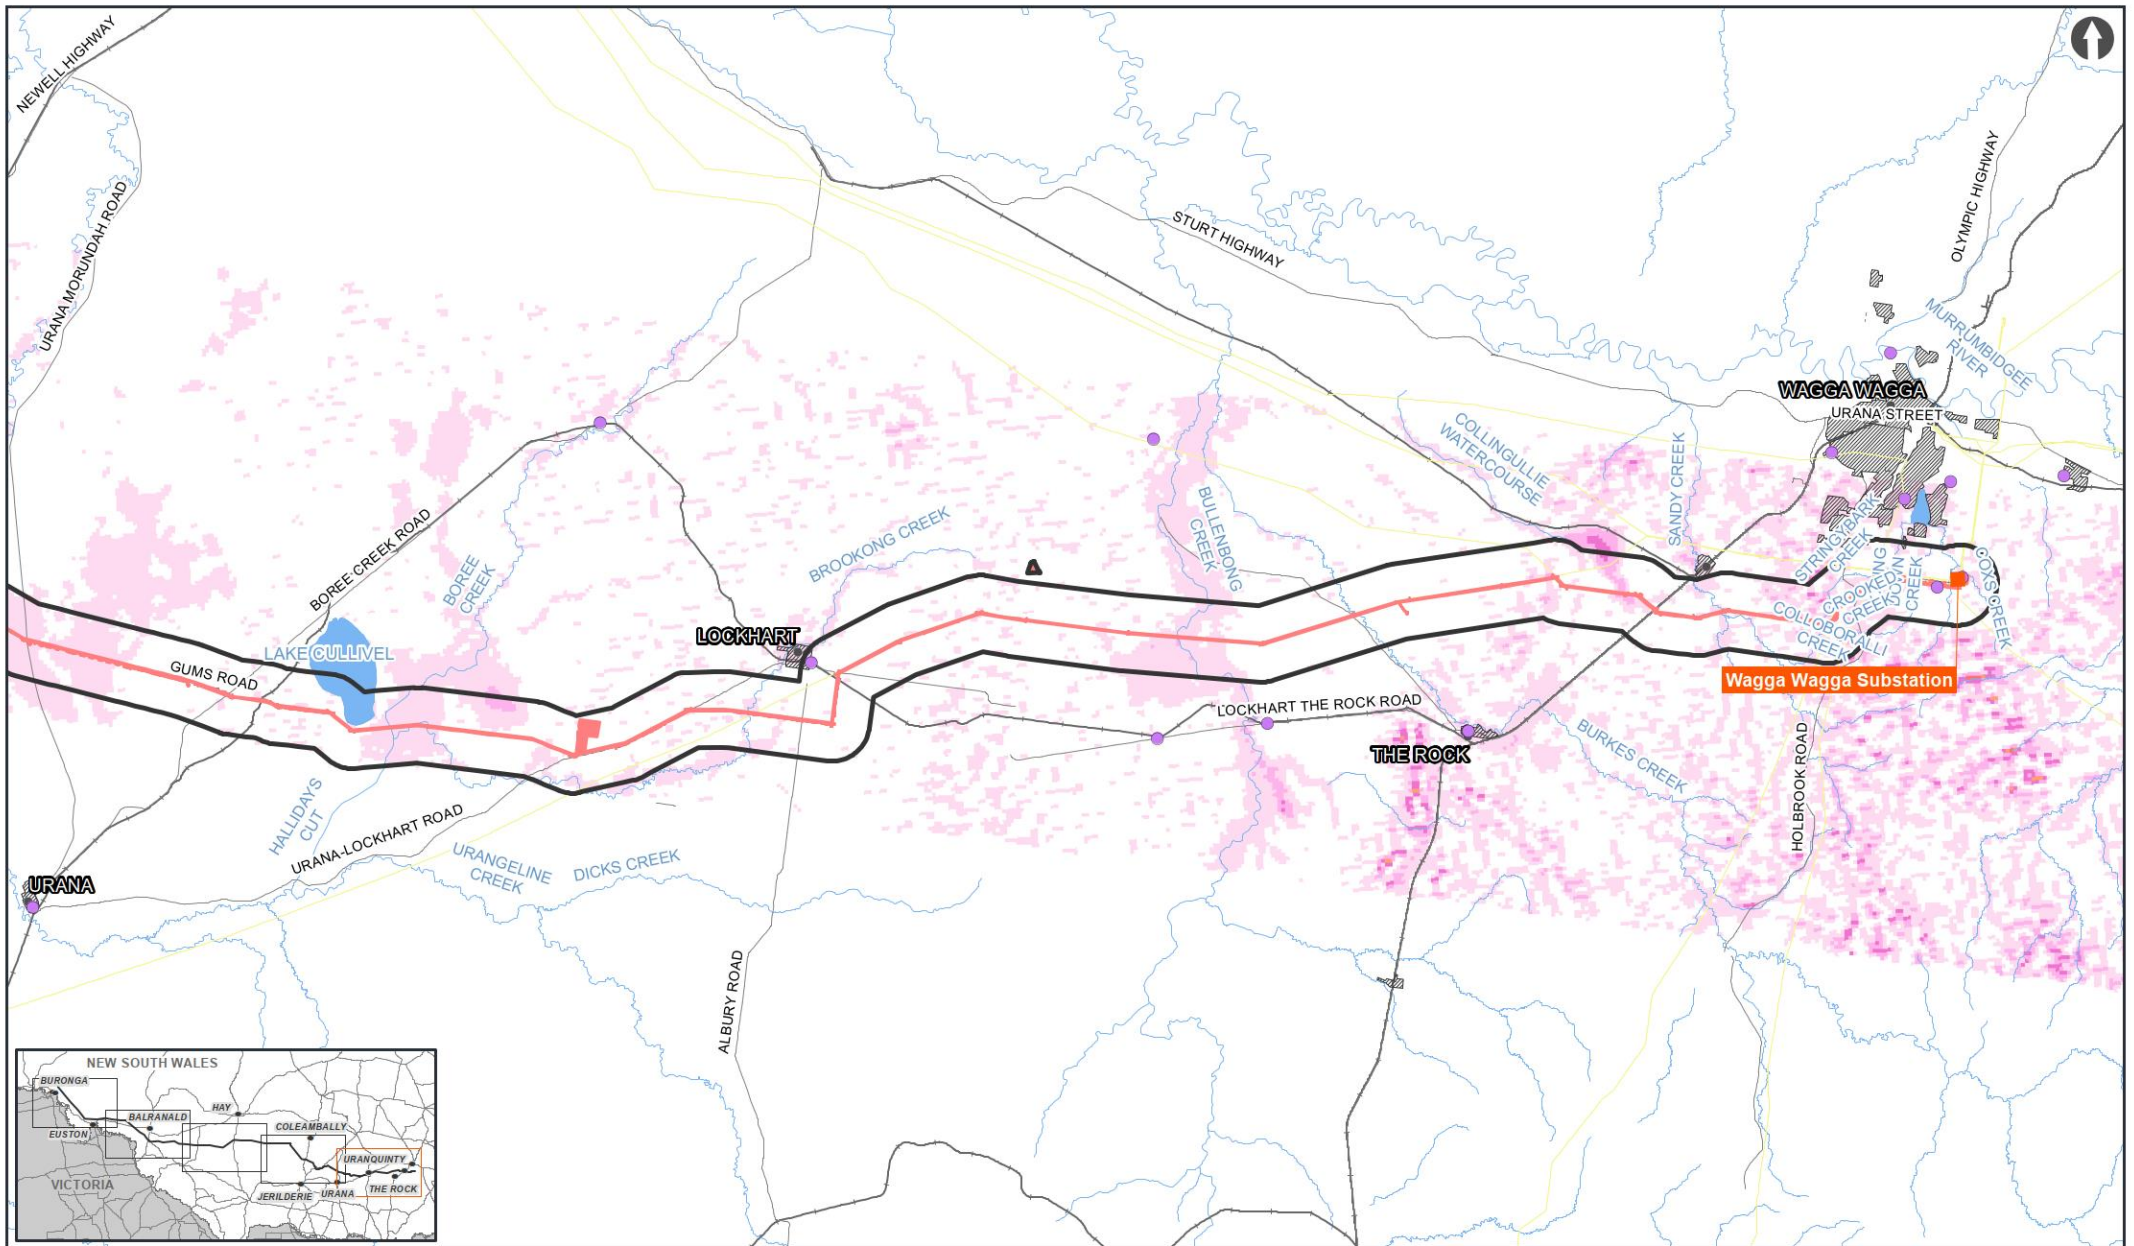 NEWELL HIGHWAY
URANA MORUNDAH ROAD
STURT HIGHWAY
OLYMPIC HIGHWAY
MURRUMBIDGEE
RIVER
WAGGA WAGGA
URANA STREET
COLLINGULLIE
WATERCOURSE
SANDY CREEK
BOREE CREEK ROAD
BOREE
CREEK
BROOKONG CREEK
BULLENBONG
CREEK
STRINGYBARK
CREEK
CROOKED
CREEK
COLLOBORALLI
CREEK
CREEK
COXS CREEK
LOCKHART
LAKE CULLIVEL
GUMS ROAD
Wagga Wagga Substation
LOCKHART THE ROCK ROAD
THE ROCK
BURKES CREEK
HOLBROOK ROAD
HALLIDAYS
CUT
URANA-LOCKHART ROAD
URANGELINE
CREEK
DICKS CREEK
URANA
ALBURY ROAD
NEW SOUTH WALES
BURONGA
BALRANALD
HAY
EUSTON
COLEAMBALLY
URANQUINTY
VICTORIA
JERILDERIE
URANA
THE ROCK